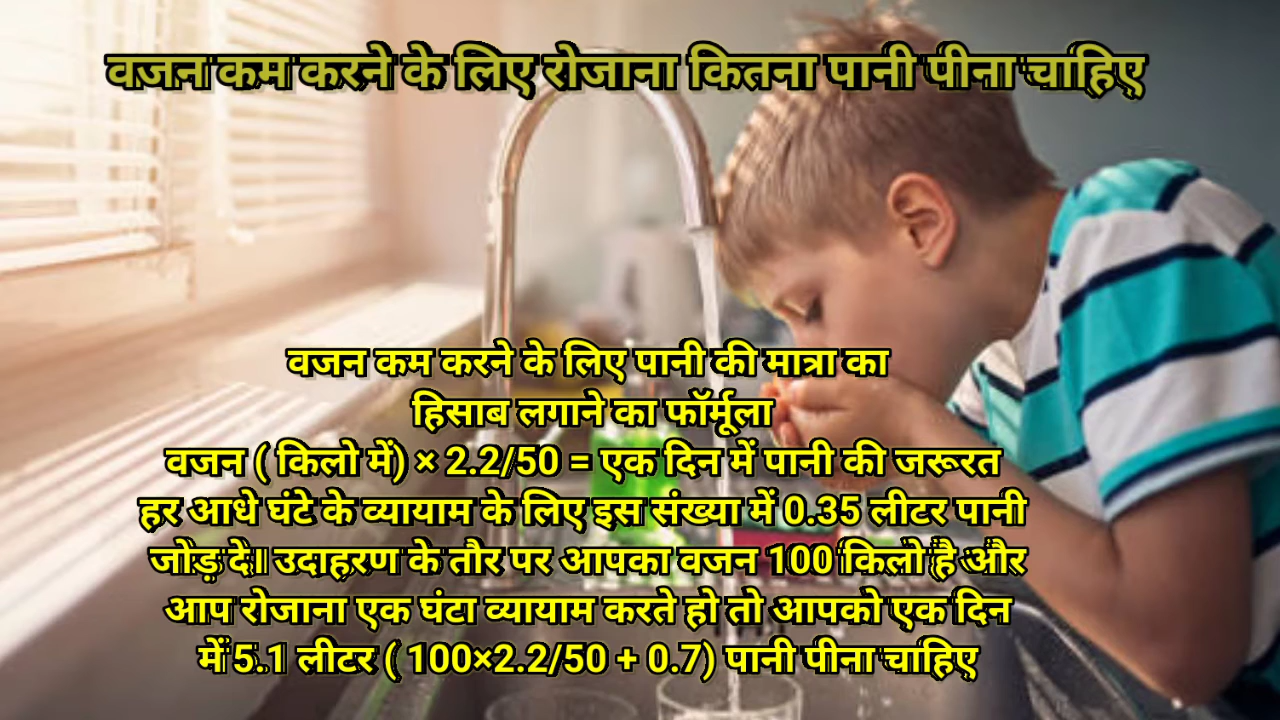 वजन कम करने के लिए रोजाना कितना पानी पीना चाहिए
वजन कम करने के लिए पानी की मात्रा का
हिसाब लगाने का फॉर्मूला
वजन ( किलो में) × 2.2/50 = एक दिन में पानी की जरूरत
हर आधे घंटे के व्यायाम के लिए इस संख्या में 0.35 लीटर पानी
जोड़ दे। उदाहरण के तौर पर आपका वजन 100 किलो है और
आप रोजाना एक घंटा व्यायाम करते हो तो आपको एक दिन
में 5.1 लीटर ( 100×2.2/50 + 0.7) पानी पीना चाहिए